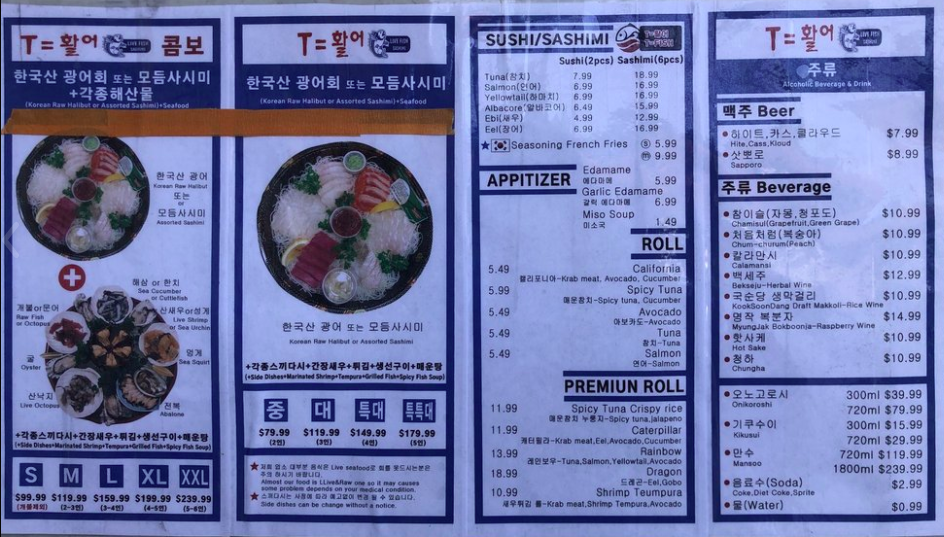 T=활어 LIVE FISH SASHIMI 콤보
한국산 광어회 또는 모듬사시미
+각종해산물
(Korean Raw Halibut or Assorted Sashimi)+Seafood
한국산 광어
Korean Raw Halibut
또는
or
모듬사시미
Assorted Sashimi
해삼 or 한치
Sea Cucumber
or Cuttlefish
개불or문어
Raw Fish
or Octopus
산새우or성게
Live Shrimp
or Sea Urchin
굴
Oyster
멍게
Sea Squirt
산낙지
Live Octopus
전복
Abalone
+각종스끼다시+간장새우+튀김+생선구이+매운탕
(+Side Dishes+Marinated Shrimp+Tempura+Grilled Fish+Spicy Fish Soup)
S M L XL XXL
$99.99 $119.99 $159.99 $199.99 $239.99
(개불제외) (2-3인) (3-4인) (4-5인) (5-6인)
T=활어 LIVE FISH SASHIMI
한국산 광어회 또는 모듬사시미
(Korean Raw Halibut or Assorted Sashimi)
한국산 광어 또는 모듬사시미
Korean Raw Halibut or Assorted Sashimi
+각종스끼다시+간장새우+튀김+생선구이+매운탕
(+Side Dishes+Marinated Shrimp+Tempura+Grilled Fish+Spicy Fish Soup)
중 대 특대 특특대
$79.99 $119.99 $149.99 $179.99
(2인) (3인) (4인) (5인)
저희 업소 대부분 음식은 Live seafood로 회를 못드시는분은
주의 하시기 바랍니다.
Almost our food is LLive&Raw one so it may causes
some problem depends on your medical condition.
스끼다시는 사정에 따라 예고없이 변경 될 수 있습니다.
Side dishes can be change without a notice.
SUSHI/SASHIMI T=활어 T=FISH
Sushi(2pcs) Sashimi(6pcs)
Tuna(참치) 7.99 18.99
Salmon(연어) 6.99 16.99
Yellowtail(하마치) 6.99 16.99
Albacore(알바코어) 6.49 15.99
Ebi(새우) 4.99 12.99
Eel(장어) 6.99 16.99
Seasoning French Fries S 5.99
m 9.99
APPITIZER
Edamame
에다마메 5.99
Garlic Edamame
갈릭 에다마메 6.99
Miso Soup
미소국 1.49
ROLL
5.49 California
캘리포니아-Krab meat, Avocado, Cucumber
5.99 Spicy Tuna
매운참치-Spicy tuna, Cucumber
5.49 Avocado
아보카도-Avocado
5.49 Tuna
참치-Tuna
5.49 Salmon
연어-Salmon
PREMIUN ROLL
11.99 Spicy Tuna Crispy rice
매운참치 누룽지-Spicy tuna,jalapeno
11.99 Caterpillar
캐터필라-Krab meat,Eel,Avocado,Cucumber
13.99 Rainbow
레인보우-Tuna,Salmon,Yellowtail,Avocado
18.99 Dragon
드래곤-Eel,Gobo
10.99 Shrimp Teumpura
새우튀김 롤-Krab meat,Shrimp Tempura,Avocado
T=활어 LIVE FISH SASHIMI
주류
Alcoholic Beverage & Drink
맥주 Beer
하이트,카스,클라우드 $7.99
Hite,Cass,Kloud
삿뽀로 $8.99
Sapporo
주류 Beverage
참이슬(자몽,청포도) $10.99
Chamisul(Grapefruit,Green Grape)
처음처럼(복숭아) $10.99
Chum-churum(Peach)
칼라만시 $10.99
Calamansi
백세주 $12.99
Bekseju-Herbal Wine
국순당 생막걸리 $10.99
KookSoonDang Draft Makkoli-Rice Wine
명작 복분자 $14.99
MyungJak Bokboonja-Raspberry Wine
핫사케 $10.99
Hot Sake
청하 $10.99
Chungha
오노고로시 300ml $39.99
Onikoroshi 720ml $79.99
기쿠수이 300ml $15.99
Kikusui 720ml $29.99
만수 720ml $119.99
Mansoo 1800ml $239.99
음료수(Soda) $2.99
Coke,Diet Coke,Sprite
물(Water) $0.99